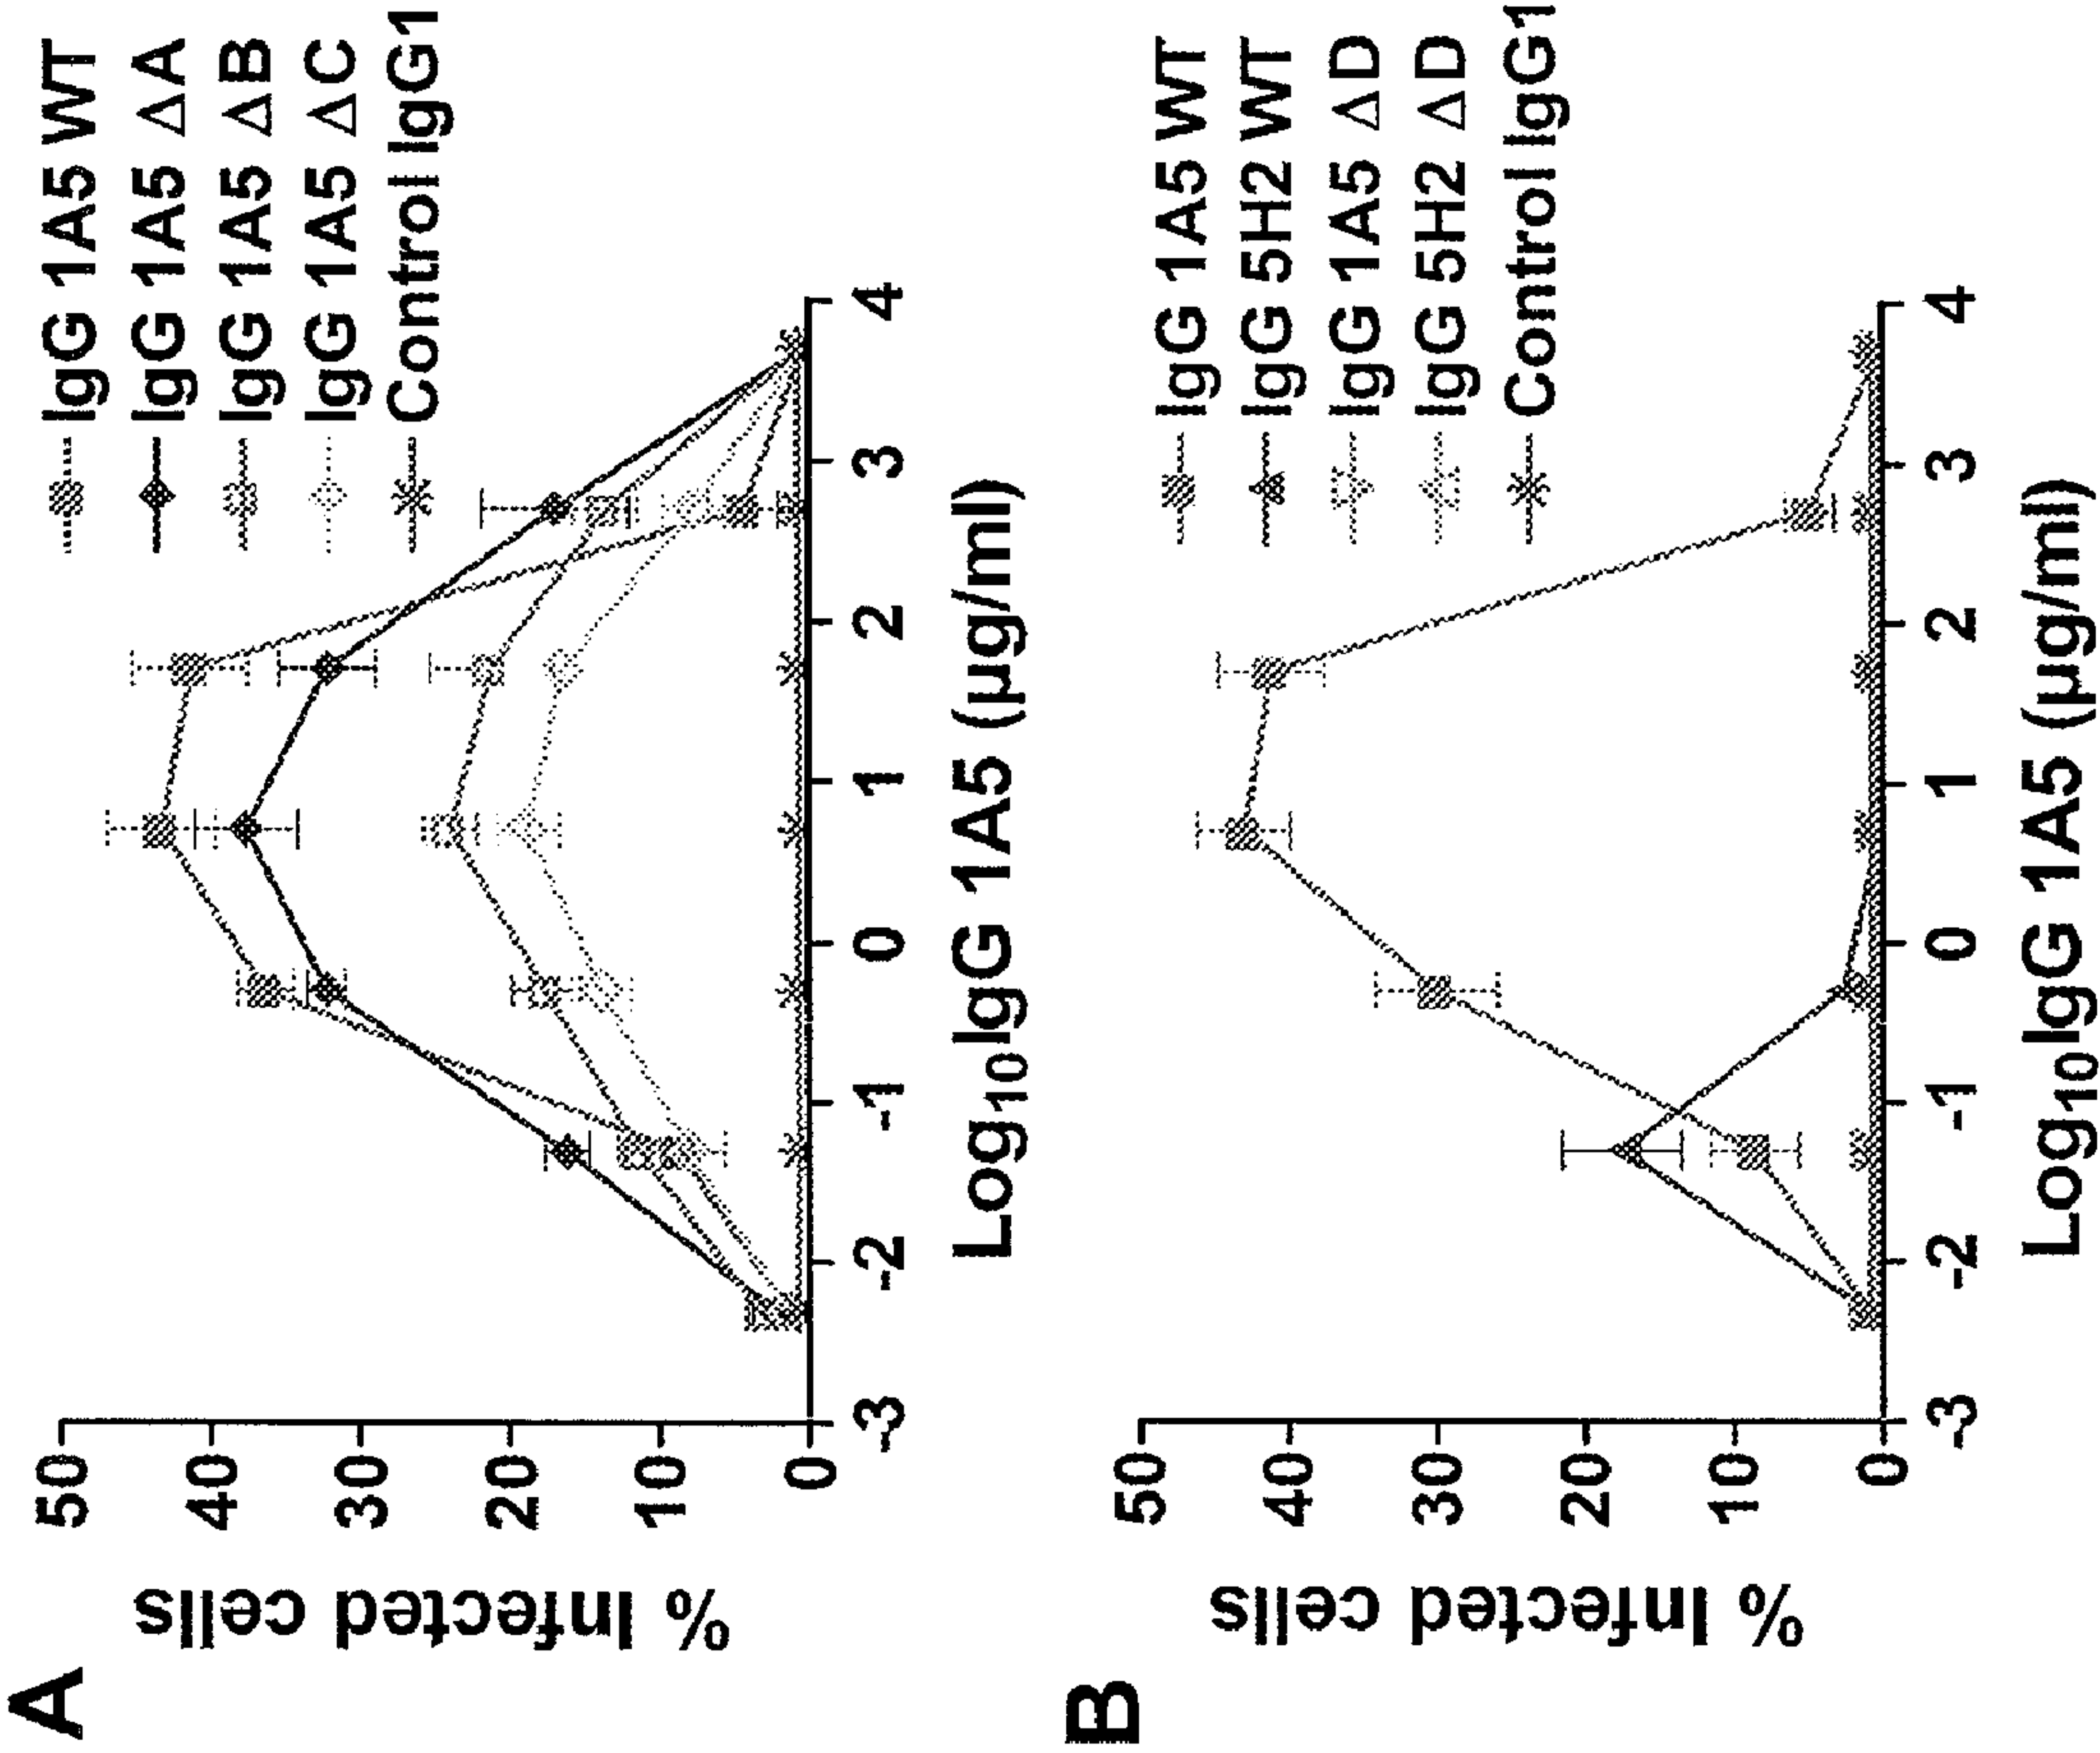 A
% Infected cells
50
40
30
20
10
0
-3
-2
-1
0
1
2
3
4
Log10IgG 1A5 (µg/ml)
IgG 1A5 WT
IgG 1A5 ΔA
IgG 1A5 ΔB
IgG 1A5 ΔC
Control IgG1
B
% Infected cells
50
40
30
20
10
0
-3
-2
-1
0
1
2
3
4
Log10IgG 1A5 (µg/ml)
IgG 1A5 WT
IgG 5H2 WT
IgG 1A5 ΔD
IgG 5H2 ΔD
Control IgG1